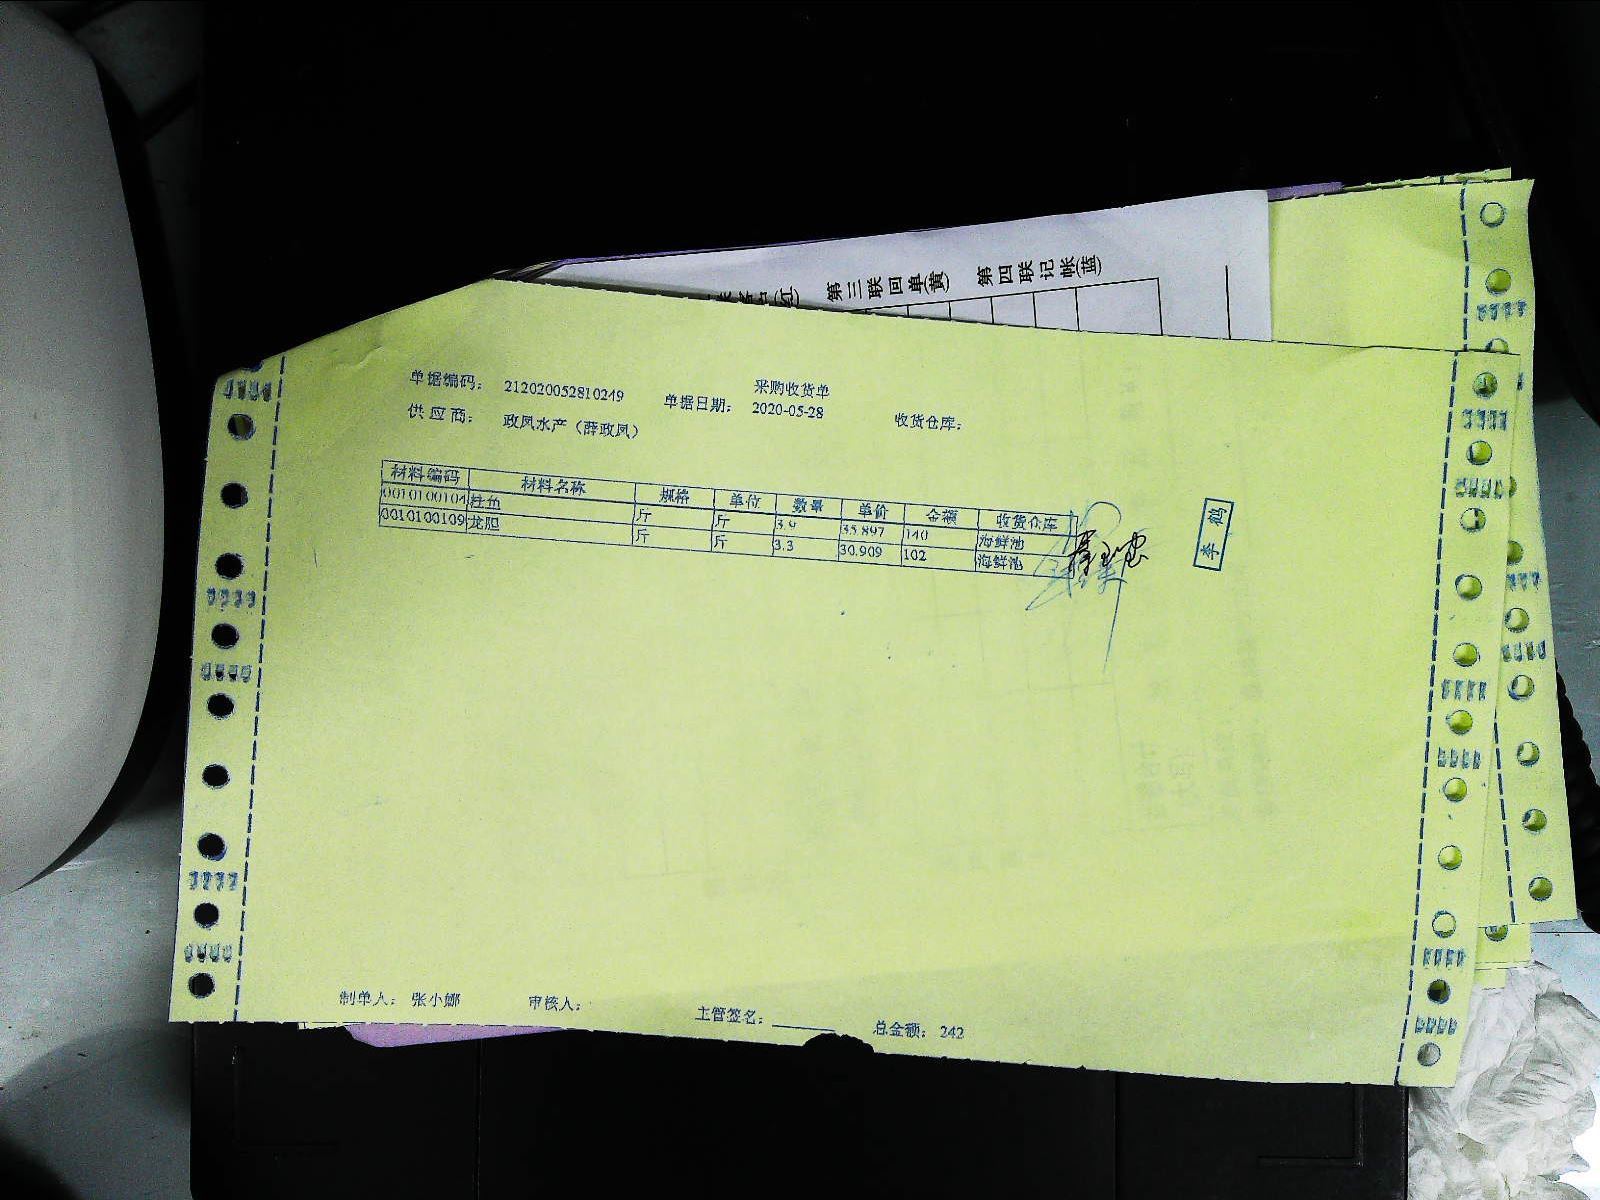 第三联回单(黄) 第四联记帐(蓝)
采购收货单
单据编码: 212020052810249 单据日期: 2020-05-28 收货仓库:
供应商: 政凤水产(薛政凤)
材料编码 材料名称 规格 单位 数量 单价 金额 收货仓库
0010100104 鲑鱼 斤 斤 3.9 35.897 140 海鲜池
0010100109 龙胆 斤 斤 3.3 30.909 102 海鲜池
李鹤
制单人: 张小娜 审核人: 主管签名: 总金额: 242